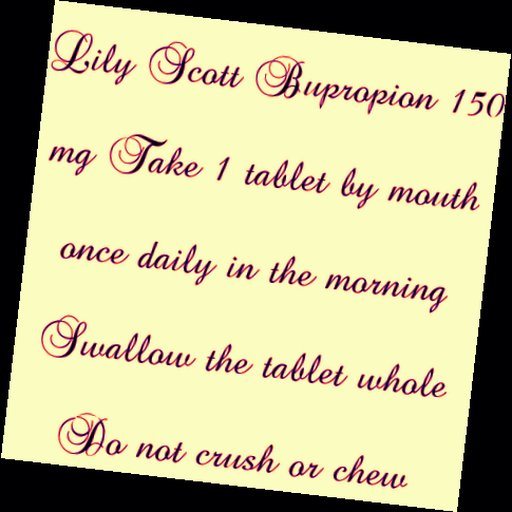 Lily Scott Bupropion 150
mg Take 1 tablet by mouth
once daily in the morning
Swallow the tablet whole
Do not crush or chew